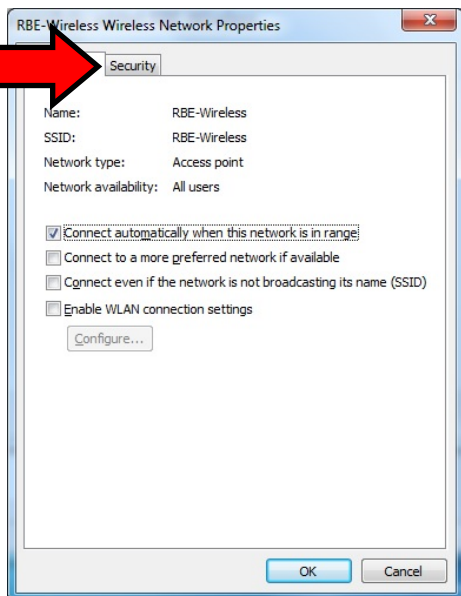 RBE-Wireless Wireless Network Properties
Security
Name: RBE-Wireless
SSID: RBE-Wireless
Network type: Access point
Network availability: All users
Connect automatically when this network is in range
Connect to a more preferred network if available
Connect even if the network is not broadcasting its name (SSID)
Enable WLAN connection settings
Configure...
OK Cancel